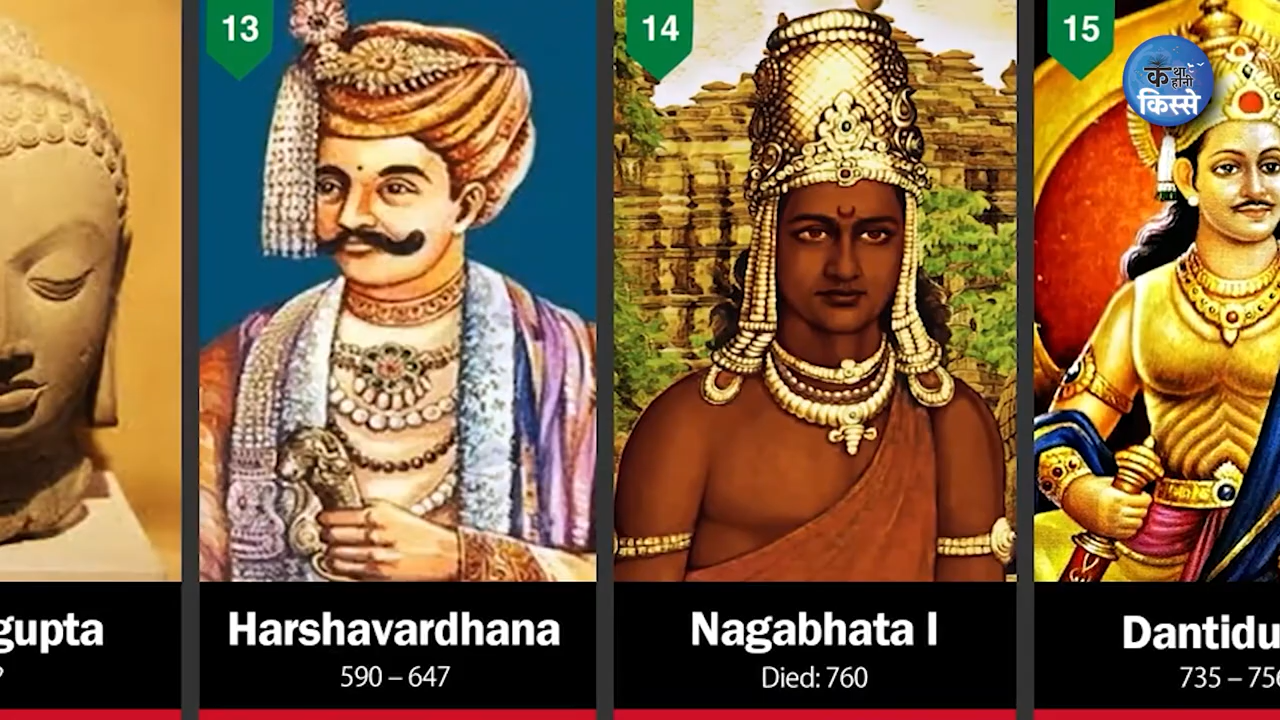 13
14
15
कथा
कहानी
किस्से
gupta
Harshavardhana
590 – 647
Nagabhata I
Died: 760
Dantidu
735 – 756